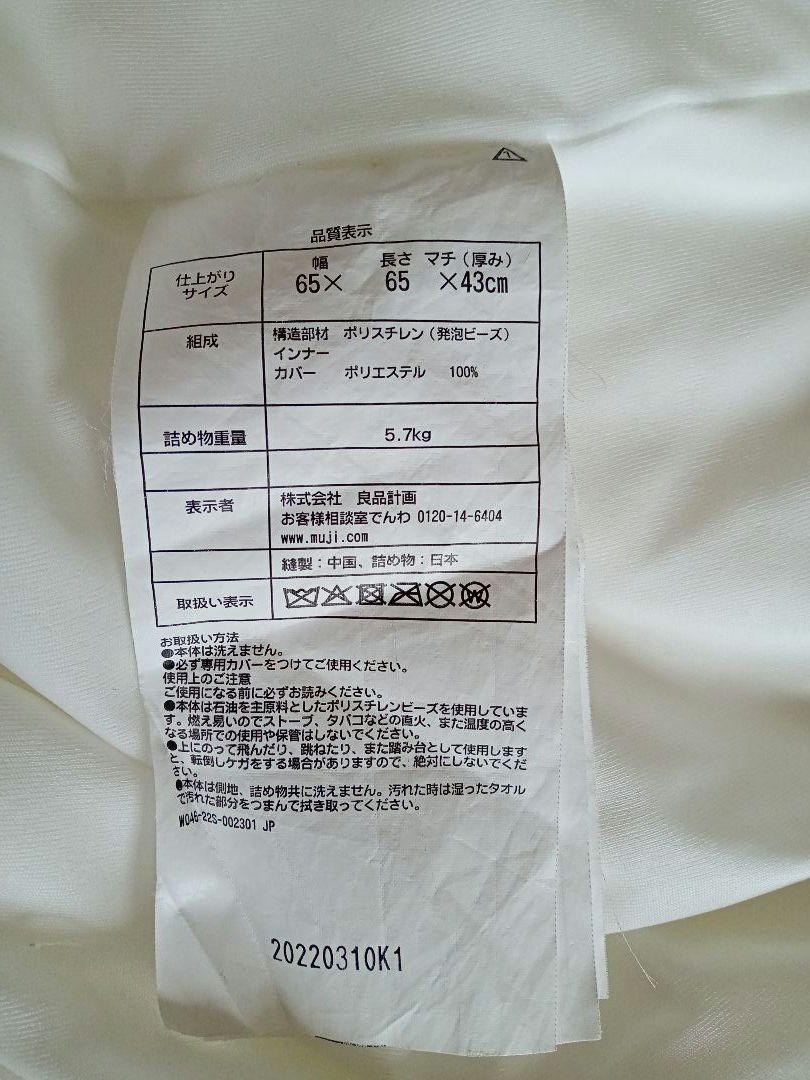 品質表示
仕上がりサイズ 幅 長さ マチ(厚み)
65× 65 ×43cm
組成 構造部材 ポリスチレン(発泡ビーズ)
インナー
カバー ポリエステル 100%
詰め物重量 5.7kg
表示者 株式会社 良品計画
お客様相談室でんわ 0120-14-6404
www.muji.com
縫製:中国、詰め物:日本
取扱い表示
お取扱い方法
●本体は洗えません。
●必ず専用カバーをつけてご使用ください。
使用上のご注意
ご使用になる前に必ずお読みください。
●本体は石油を主原料としたポリスチレンビーズを使用していま
す。燃え易いのでストーブ、タバコなどの直火、また温度の高く
なる場所での使用や保管はしないでください。
●上にのって飛んだり、跳ねたり、また踏み台として使用します
と、転倒しケガをする場合がありますので、絶対にしないでくだ
さい。
●本体は側地、詰め物共に洗えません。汚れた時は湿ったタオル
で汚れた部分をつまんで拭き取ってください。
W046-22S-002301 JP
20220310K1